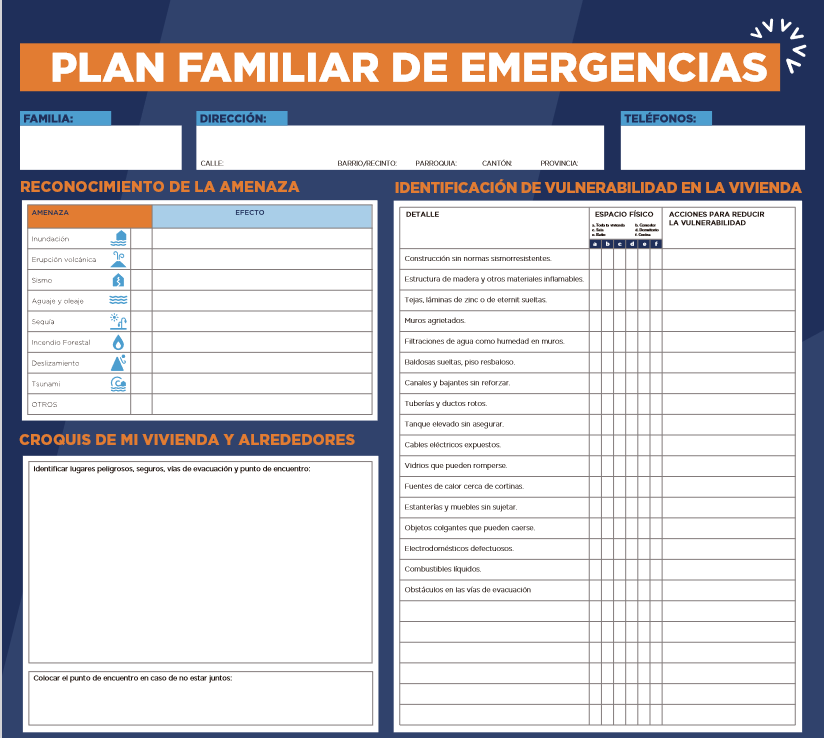 PLAN FAMILIAR DE EMERGENCIAS
FAMILIA:
DIRECCIÓN:
TELÉFONOS:
CALLE: BARRIO/RECINTO: PARROQUIA: CANTÓN: PROVINCIA:
RECONOCIMIENTO DE LA AMENAZA
AMENAZA EFECTO
Inundación
Erupción volcánica
Sismo
Aguaje y oleaje
Sequía
Incendio Forestal
Deslizamiento
Tsunami
OTROS
CROQUIS DE MI VIVIENDA Y ALREDEDORES
Identificar lugares peligrosos, seguros, vías de evacuación y punto de encuentro:
Colocar el punto de encuentro en caso de no estar juntos:
IDENTIFICACIÓN DE VULNERABILIDAD EN LA VIVIENDA
DETALLE ESPACIO FÍSICO ACCIONES PARA REDUCIR
LA VULNERABILIDAD
a. Toda la vivienda b. Comedor
c. Sala d. Dormitorio
e. Baño f. Cocina
a b c d e f
Construcción sin normas sismorresistentes.
Estructura de madera y otros materiales inflamables.
Tejas, láminas de zinc o de eternit sueltas.
Muros agrietados.
Filtraciones de agua como humedad en muros.
Baldosas sueltas, piso resbaloso.
Canales y bajantes sin reforzar.
Tuberías y ductos rotos.
Tanque elevado sin asegurar.
Cables eléctricos expuestos.
Vidrios que pueden romperse.
Fuentes de calor cerca de cortinas.
Estanterías y muebles sin sujetar.
Objetos colgantes que pueden caerse.
Electrodomésticos defectuosos.
Combustibles líquidos.
Obstáculos en las vías de evacuación